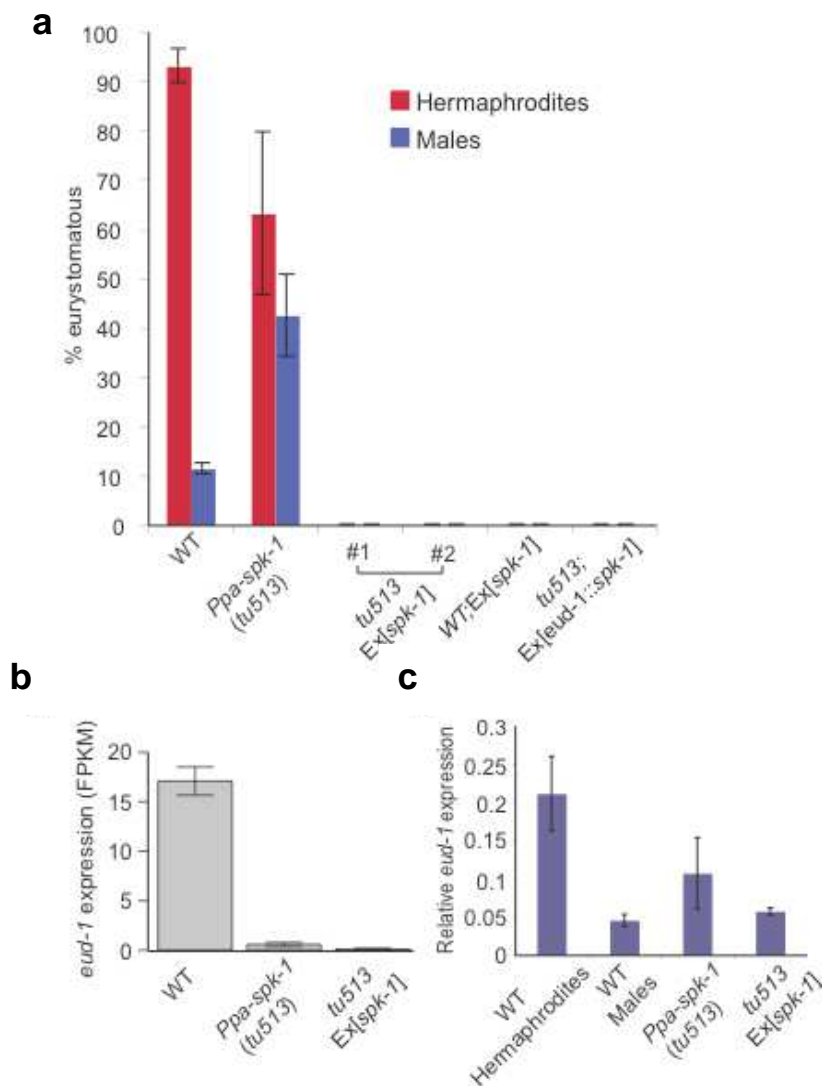 a
100
90
80
70
60
50
40
30
20
10
0
% eurystomatous
Hermaphrodites
Males
WT
Ppa-spk-1
(tu513)
#1
#2
tu513
Ex[spk-1]
WT;Ex[spk-1]
tu513;
Ex[eud-1::spk-1]
b
eud-1 expression (FPKM)
20
15
10
5
0
WT
Ppa-spk-1
(tu513)
tu513
Ex[spk-1]
c
Relative eud-1 expression
0.3
0.25
0.2
0.15
0.1
0.05
0
WT
Hermaphrodites
WT
Males
Ppa-spk-1
(tu513)
tu513
Ex[spk-1]